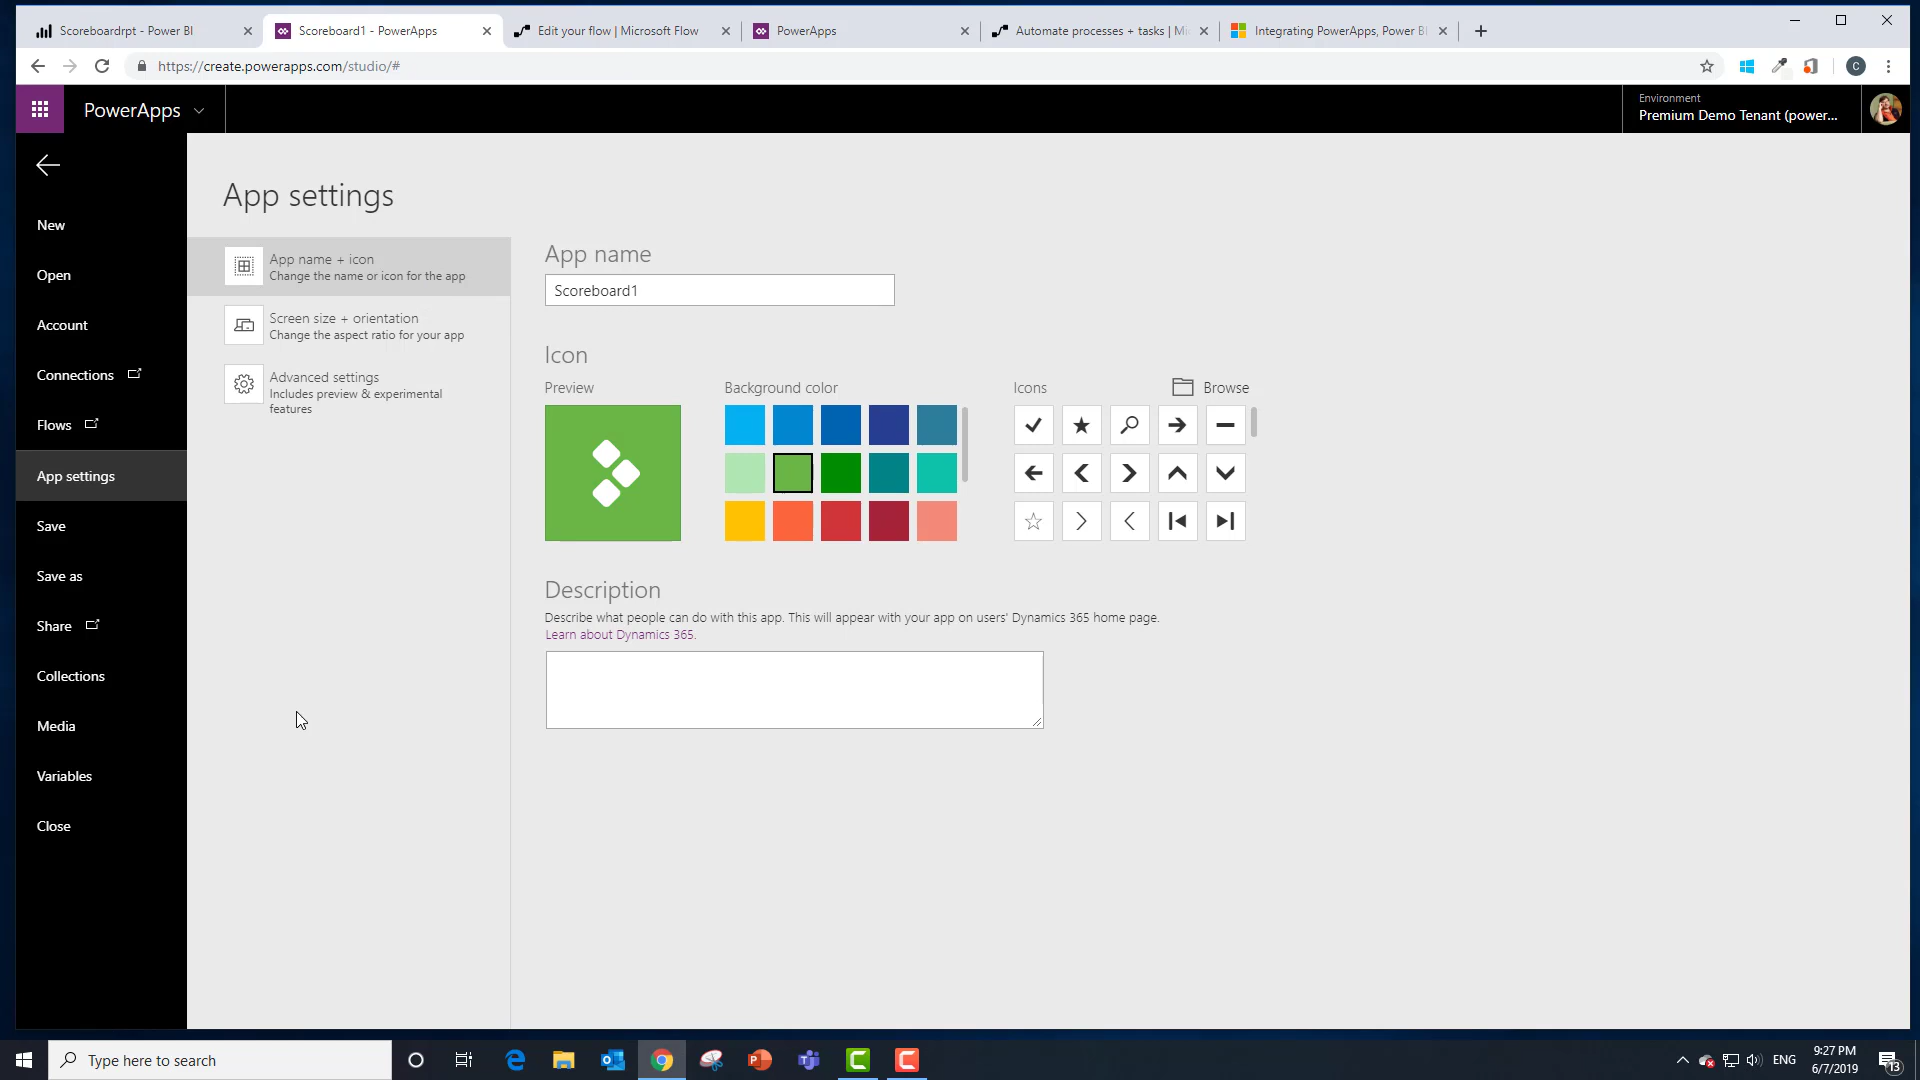 Scoreboardrpt - Power BI
Scoreboard1 - PowerApps
Edit your flow | Microsoft Flow
PowerApps
Automate processes + tasks | Mi
Integrating PowerApps, Power B
https://create.powerapps.com/studio/#
C
PowerApps
Environment
Premium Demo Tenant (power...
New
Open
Account
Connections
Flows
App settings
Save
Save as
Share
Collections
Media
Variables
Close
App settings
App name + icon
Change the name or icon for the app
Screen size + orientation
Change the aspect ratio for your app
Advanced settings
Includes preview & experimental
features
App name
Scoreboard1
Icon
Preview
Background color
Icons
Browse
Description
Describe what people can do with this app. This will appear with your app on users' Dynamics 365 home page.
Learn about Dynamics 365.
Type here to search
ENG
9:27 PM
6/7/2019
13